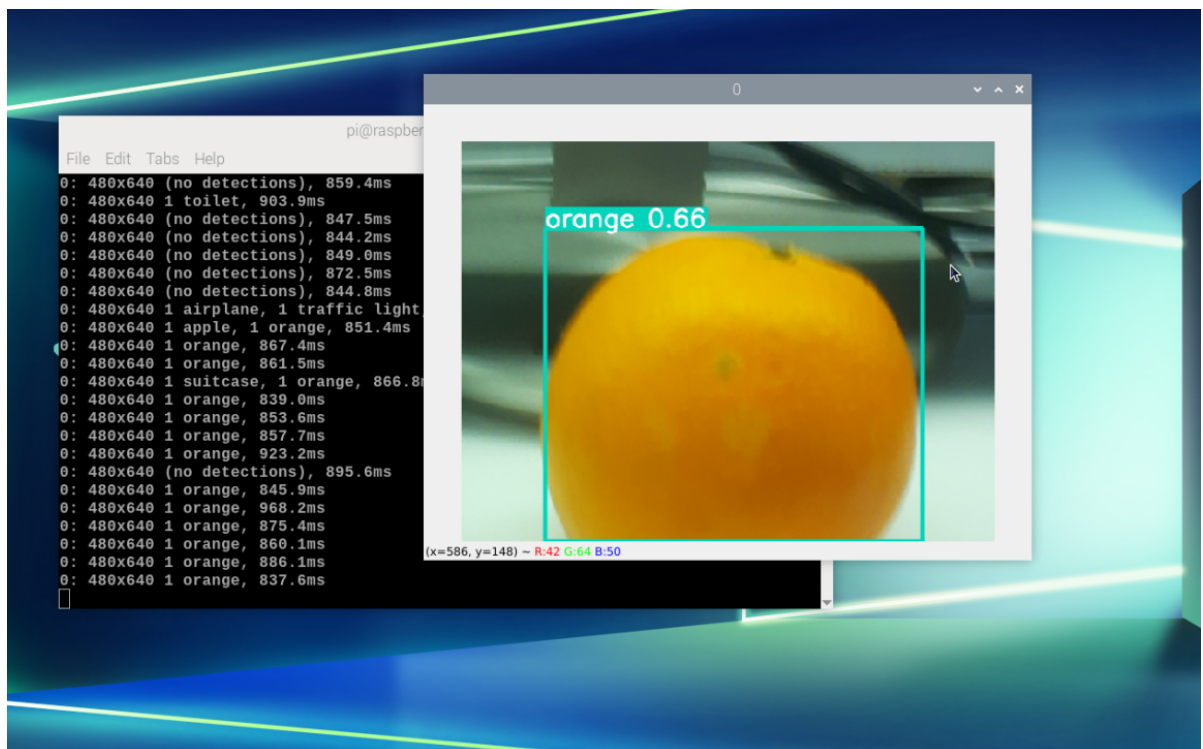 0
pi@raspber
File Edit Tabs Help
0: 480x640 (no detections), 859.4ms
0: 480x640 1 toilet, 903.9ms
0: 480x640 (no detections), 847.5ms
0: 480x640 (no detections), 844.2ms
0: 480x640 (no detections), 849.0ms
0: 480x640 (no detections), 872.5ms
0: 480x640 (no detections), 844.8ms
0: 480x640 1 airplane, 1 traffic light,
0: 480x640 1 apple, 1 orange, 851.4ms
0: 480x640 1 orange, 867.4ms
0: 480x640 1 orange, 861.5ms
0: 480x640 1 suitcase, 1 orange, 866.8m
0: 480x640 1 orange, 839.0ms
0: 480x640 1 orange, 853.6ms
0: 480x640 1 orange, 857.7ms
0: 480x640 1 orange, 923.2ms
0: 480x640 (no detections), 895.6ms
0: 480x640 1 orange, 845.9ms
0: 480x640 1 orange, 968.2ms
0: 480x640 1 orange, 875.4ms
0: 480x640 1 orange, 860.1ms
0: 480x640 1 orange, 886.1ms
0: 480x640 1 orange, 837.6ms
orange 0.66
(x=586, y=148) ~ R:42 G:64 B:50